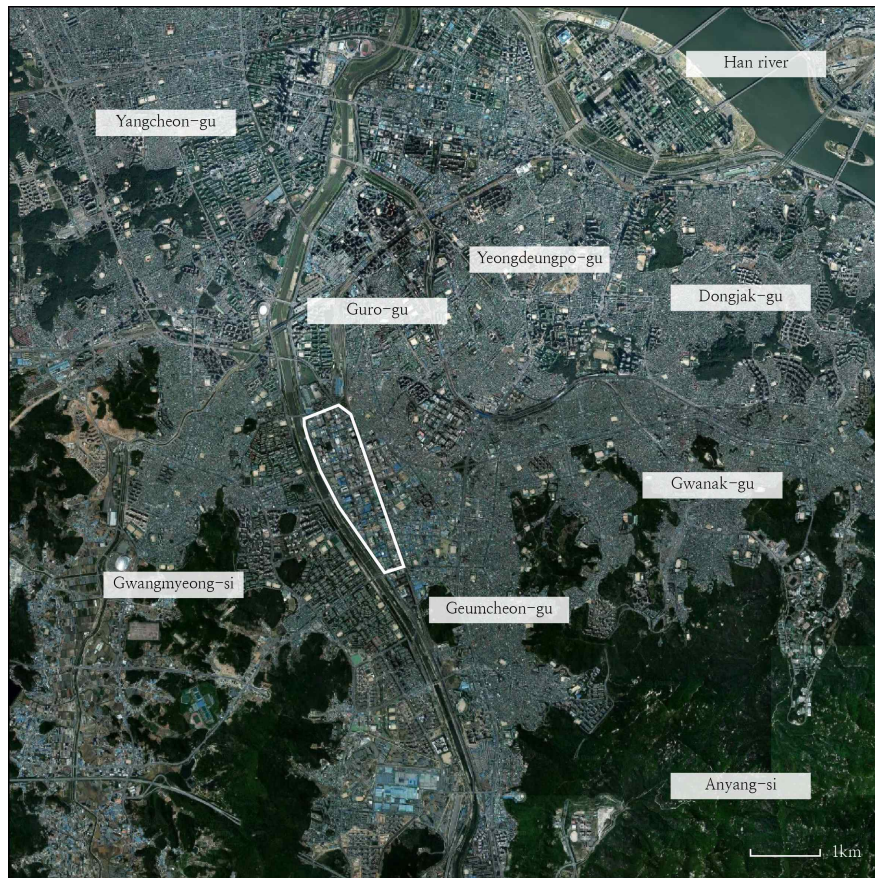 Han river
Yangcheon-gu
Yeongdeungpo-gu
Dongjak-gu
Guro-gu
Gwanak-gu
Gwangmyeong-si
Geumcheon-gu
Anyang-si
1km